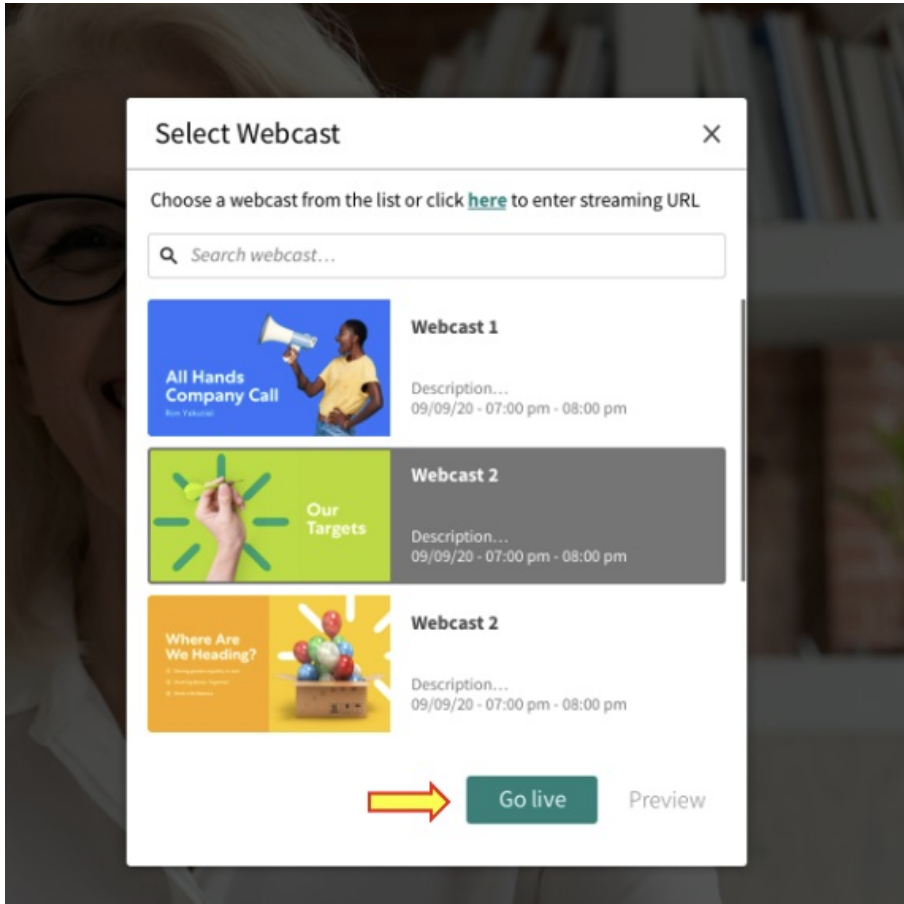 Select Webcast
Choose a webcast from the list or click here to enter streaming URL
Search webcast...
All Hands
Company Call
Ron Yekutiel
Webcast 1
Description...
09/09/20 - 07:00 pm - 08:00 pm
Our
Targets
Webcast 2
Description...
09/09/20 - 07:00 pm - 08:00 pm
Where Are
We Heading?
Webcast 2
Description...
09/09/20 - 07:00 pm - 08:00 pm
Go live
Preview